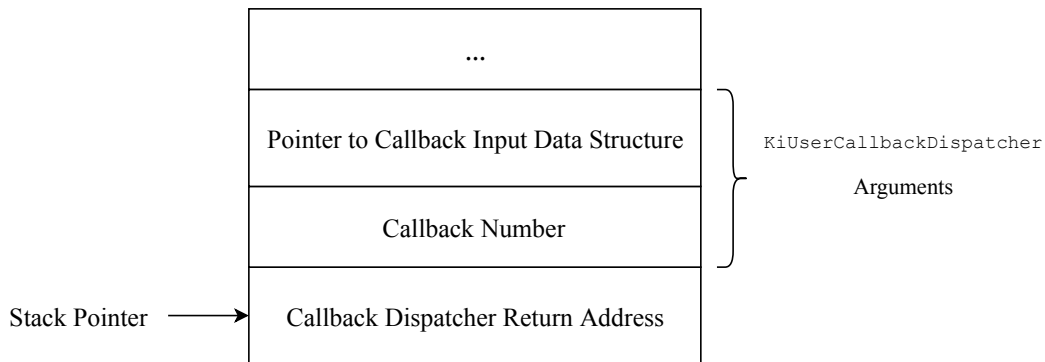 ...
Pointer to Callback Input Data Structure
KiUserCallbackDispatcher
Arguments
Callback Number
Stack Pointer
Callback Dispatcher Return Address